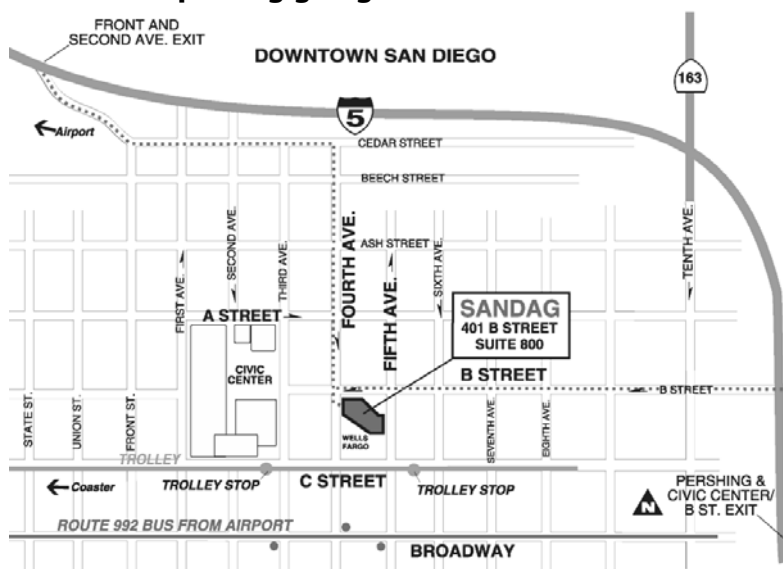 FRONT AND
SECOND AVE. EXIT
DOWNTOWN SAN DIEGO
163
5
Airport
CEDAR STREET
BEECH STREET
ASH STREET
FIRST AVE.
SECOND AVE.
THIRD AVE.
FOURTH AVE.
FIFTH AVE.
SIXTH AVE.
TENTH AVE.
A STREET
SANDAG
401 B STREET
SUITE 800
CIVIC
CENTER
B STREET
B STREET
STATE ST.
UNION ST.
FRONT ST.
WELLS
FARGO
SEVENTH AVE.
EIGHTH AVE.
TROLLEY
TROLLEY STOP
C STREET
TROLLEY STOP
Coaster
N
PERSHING &
CIVIC CENTER/
B ST. EXIT
ROUTE 992 BUS FROM AIRPORT
BROADWAY